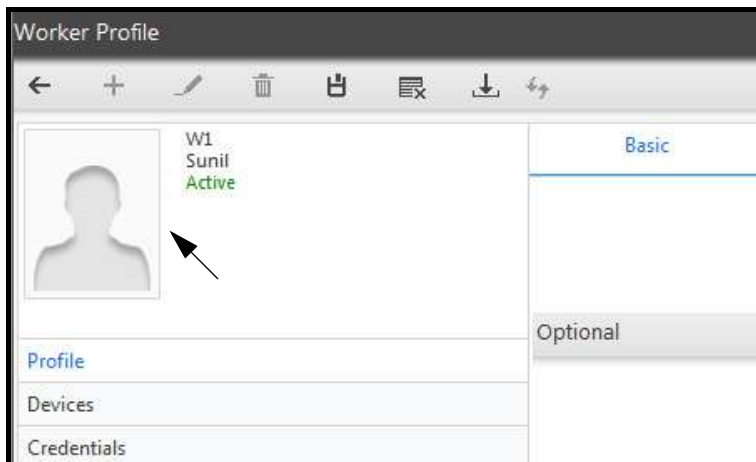 Worker Profile
W1
Sunil
Active
Basic
Optional
Profile
Devices
Credentials